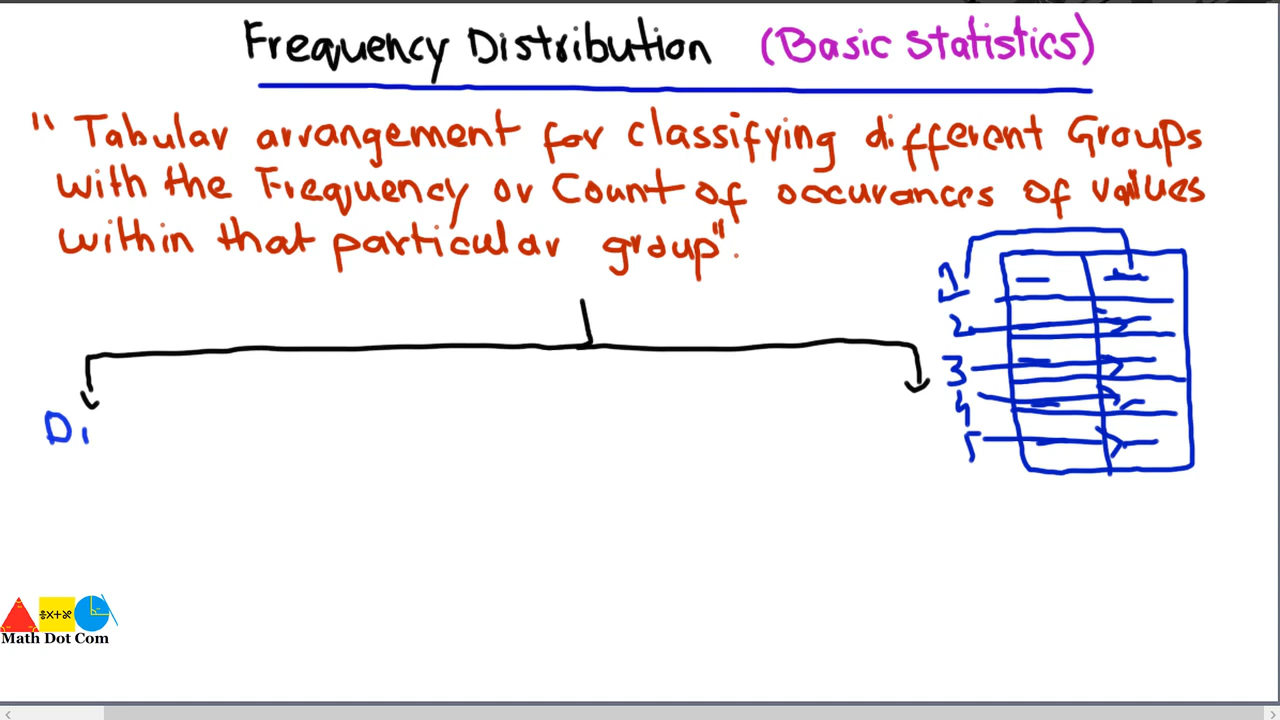 Frequency Distribution (Basic Statistics)
" Tabular arrangement for classifying different Groups
with the Frequency or Count of occurances of values
within that particular group".
1
2
3
4
5
Di
÷x+
Math Dot Com